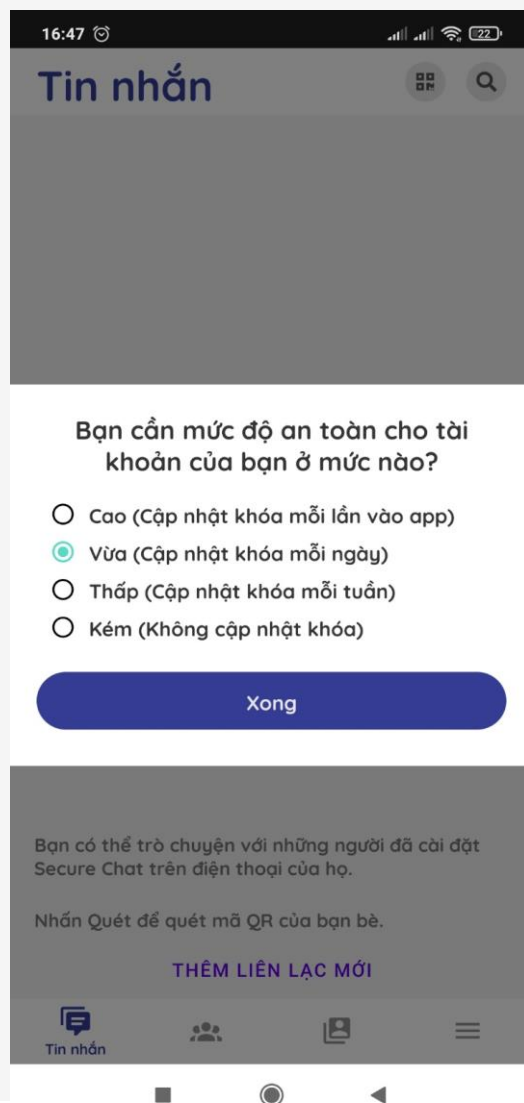 16:47
22
Tin nhắn
Bạn cần mức độ an toàn cho tài
khoản của bạn ở mức nào?
Cao (Cập nhật khóa mỗi lần vào app)
Vừa (Cập nhật khóa mỗi ngày)
Thấp (Cập nhật khóa mỗi tuần)
Kém (Không cập nhật khóa)
Xong
Bạn có thể trò chuyện với những người đã cài đặt
Secure Chat trên điện thoại của họ.
Nhấn Quét để quét mã QR của bạn bè.
THÊM LIÊN LẠC MỚI
Tin nhắn